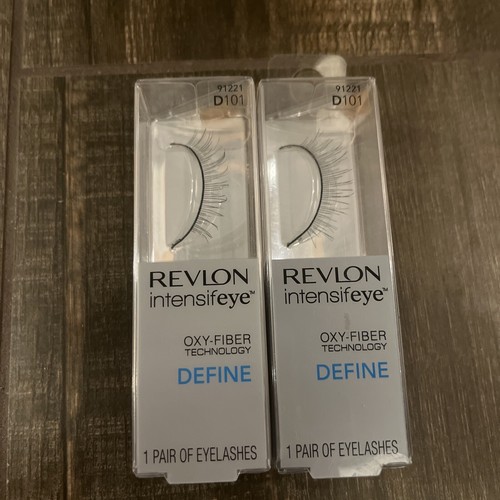 91221
D101
REVLON
intensifeye™
OXY-FIBER
TECHNOLOGY
DEFINE
1 PAIR OF EYELASHES
91221
D101
REVLON
intensifeye™
OXY-FIBER
TECHNOLOGY
DEFINE
1 PAIR OF EYELASHES